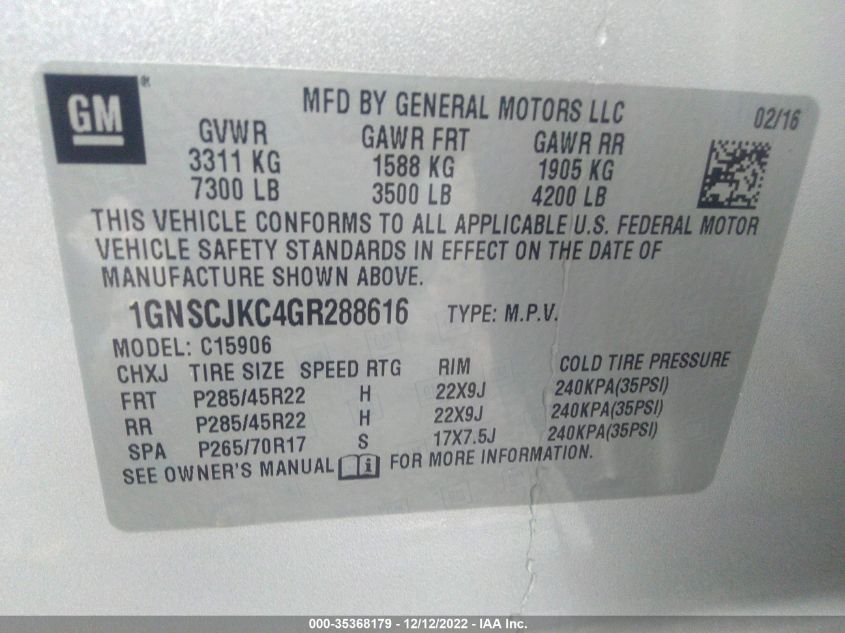 GM®
MFD BY GENERAL MOTORS LLC
02/16
GVWR GAWR FRT GAWR RR
3311 KG 1588 KG 1905 KG
7300 LB 3500 LB 4200 LB
THIS VEHICLE CONFORMS TO ALL APPLICABLE U.S. FEDERAL MOTOR
VEHICLE SAFETY STANDARDS IN EFFECT ON THE DATE OF
MANUFACTURE SHOWN ABOVE.
1GNSCJKC4GR288616 TYPE: M.P.V.
MODEL: C15906
CHXJ TIRE SIZE SPEED RTG RIM COLD TIRE PRESSURE
FRT P285/45R22 H 22X9J 240KPA(35PSI)
RR P285/45R22 H 22X9J 240KPA(35PSI)
SPA P265/70R17 S 17X7.5J 240KPA(35PSI)
SEE OWNER'S MANUAL i FOR MORE INFORMATION.
000-35368179 - 12/12/2022 - IAA Inc.